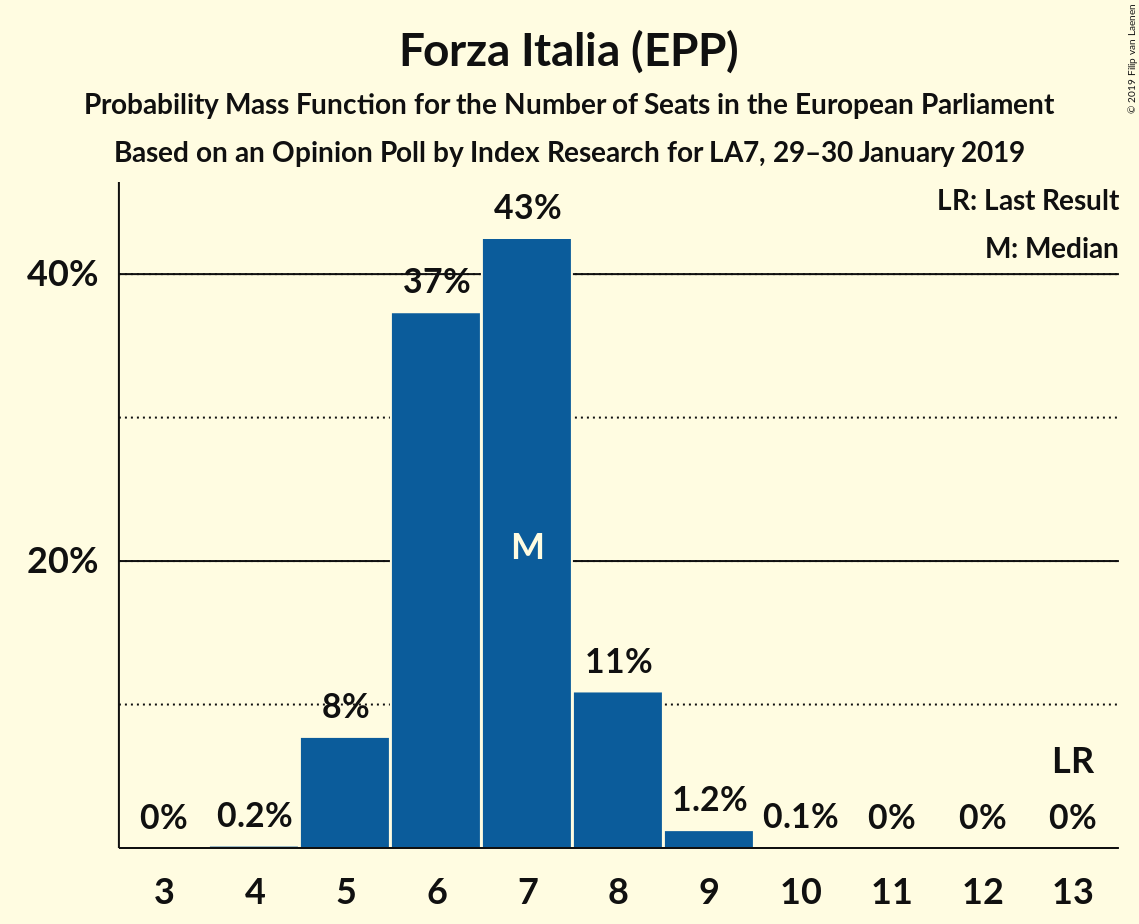 Forza Italia (EPP)
Probability Mass Function for the Number of Seats in the European Parliament
Based on an Opinion Poll by Index Research for LA7, 29–30 January 2019
© 2019 Filip van Laenen
LR: Last Result
M: Median
43%
40%
37%
M
20%
11%
8%
LR
1.2%
0% 0.2% 0.1% 0% 0% 0%
3 4 5 6 7 8 9 10 11 12 13